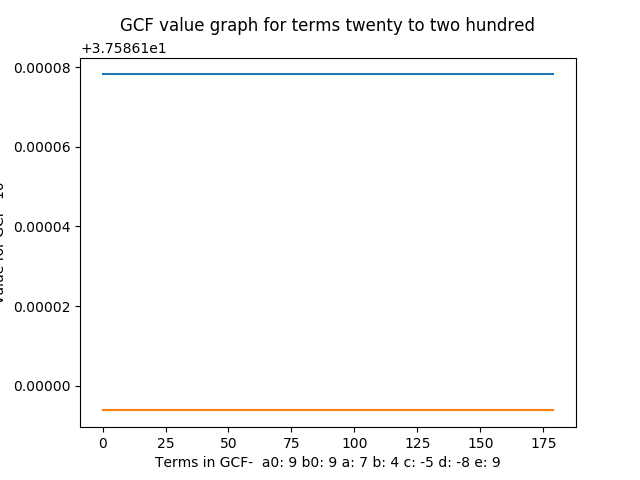 GCF value graph for terms twenty to two hundred
+3.75861e1
0.00008
0.00006
0.00004
0.00002
0.00000
0 25 50 75 100 125 150 175
Terms in GCF- a0: 9 b0: 9 a: 7 b: 4 c: -5 d: -8 e: 9